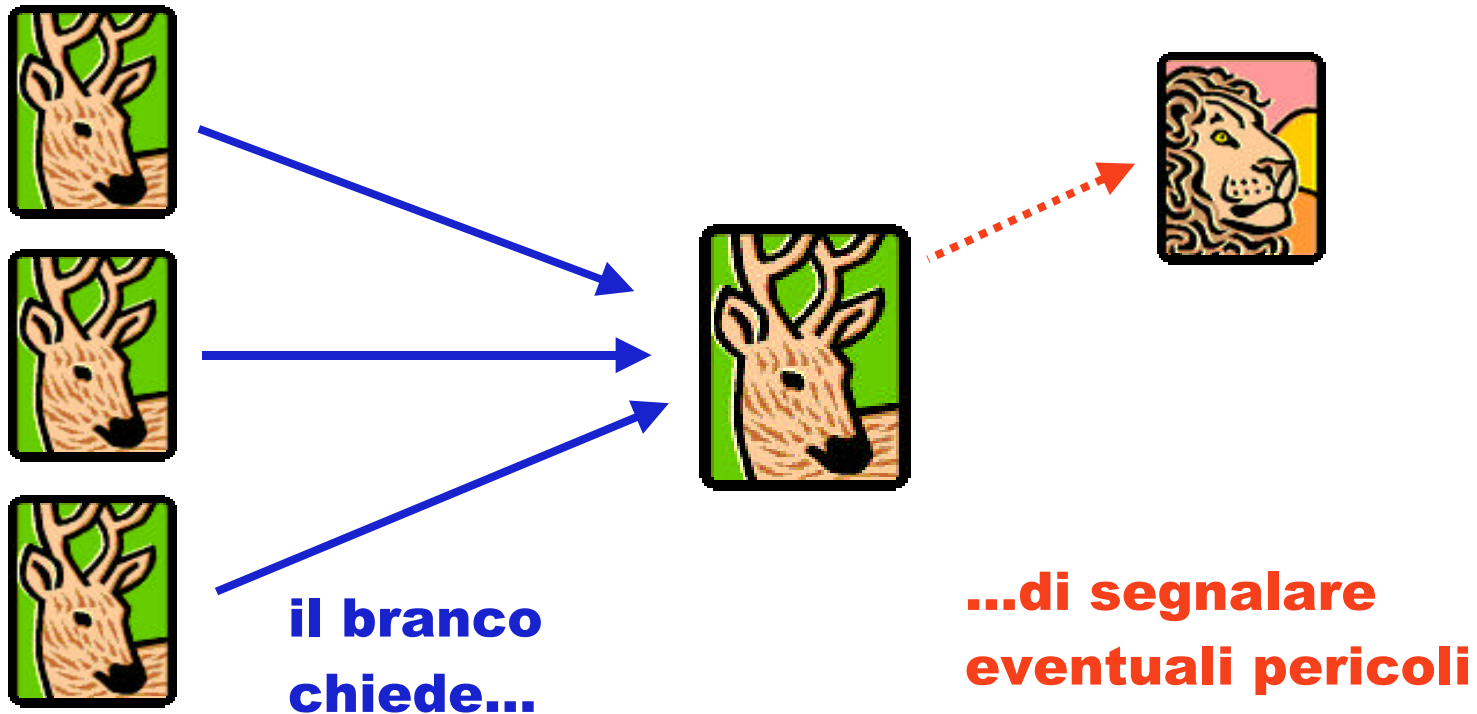 il branco
chiede...
...di segnalare
eventuali pericoli